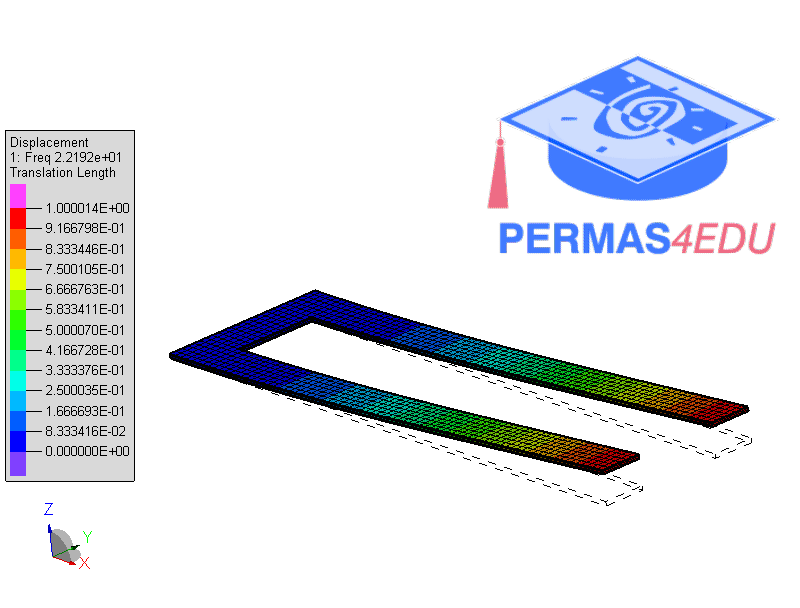 Displacement
1: Freq 2.2192e+01
Translation Length
1.000014E+00
9.166798E-01
8.333446E-01
7.500105E-01
6.666763E-01
5.833411E-01
5.000070E-01
4.166728E-01
3.333376E-01
2.500035E-01
1.666693E-01
8.333416E-02
0.000000E+00
PERMAS4EDU
Z
Y
X